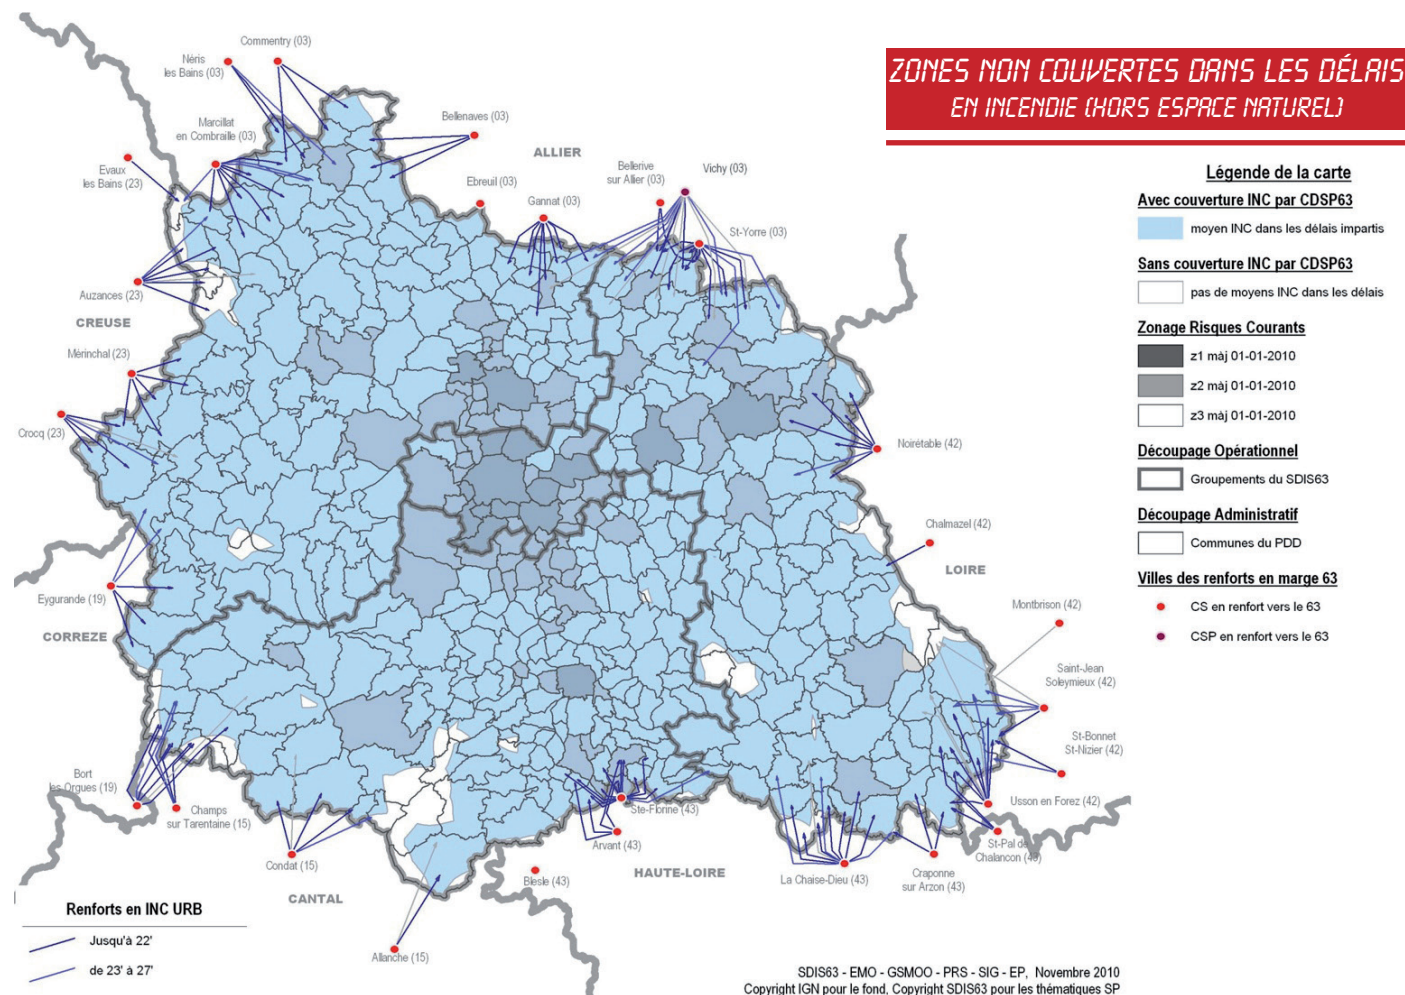 ZONES NON COUVERTES DANS LES DÉLAIS
EN INCENDIE (HORS ESPACE NATUREL)
Commentry (03)
Néris
les Bains (03)
Marcillat
en Combraille (03)
Bellenaves (03)
Evaux
les Bains (23)
ALLIER
Ebreuil (03)
Gannat (03)
Bellerive
sur Allier (03)
Vichy (03)
St-Yorre (03)
Auzances (23)
CREUSE
Mérinchal (23)
Crocq (23)
Noirétable (42)
Chalmazel (42)
LOIRE
Eygurande (19)
CORREZE
Montbrison (42)
Saint-Jean
Soleymieux (42)
St-Bonnet
St-Nizier (42)
Bort
les Orgues (19)
Champs
sur Tarentaine (15)
Usson en Forez (42)
Ste-Florine (43)
Arvant (43)
St-Pal de
Chalancon (43)
Condat (15)
Blesle (43)
HAUTE-LOIRE
La Chaise-Dieu (43)
Craponne
sur Arzon (43)
CANTAL
Allanche (15)
Légende de la carte
Avec couverture INC par CDSP63
moyen INC dans les délais impartis
Sans couverture INC par CDSP63
pas de moyens INC dans les délais
Zonage Risques Courants
z1 màj 01-01-2010
z2 màj 01-01-2010
z3 màj 01-01-2010
Découpage Opérationnel
Groupements du SDIS63
Découpage Administratif
Communes du PDD
Villes des renforts en marge 63
CS en renfort vers le 63
CSP en renfort vers le 63
Renforts en INC URB
Jusqu'à 22'
de 23' à 27'
SDIS63 - EMO - GSMOO - PRS - SIG - EP, Novembre 2010
Copyright IGN pour le fond, Copyright SDIS63 pour les thématiques SP